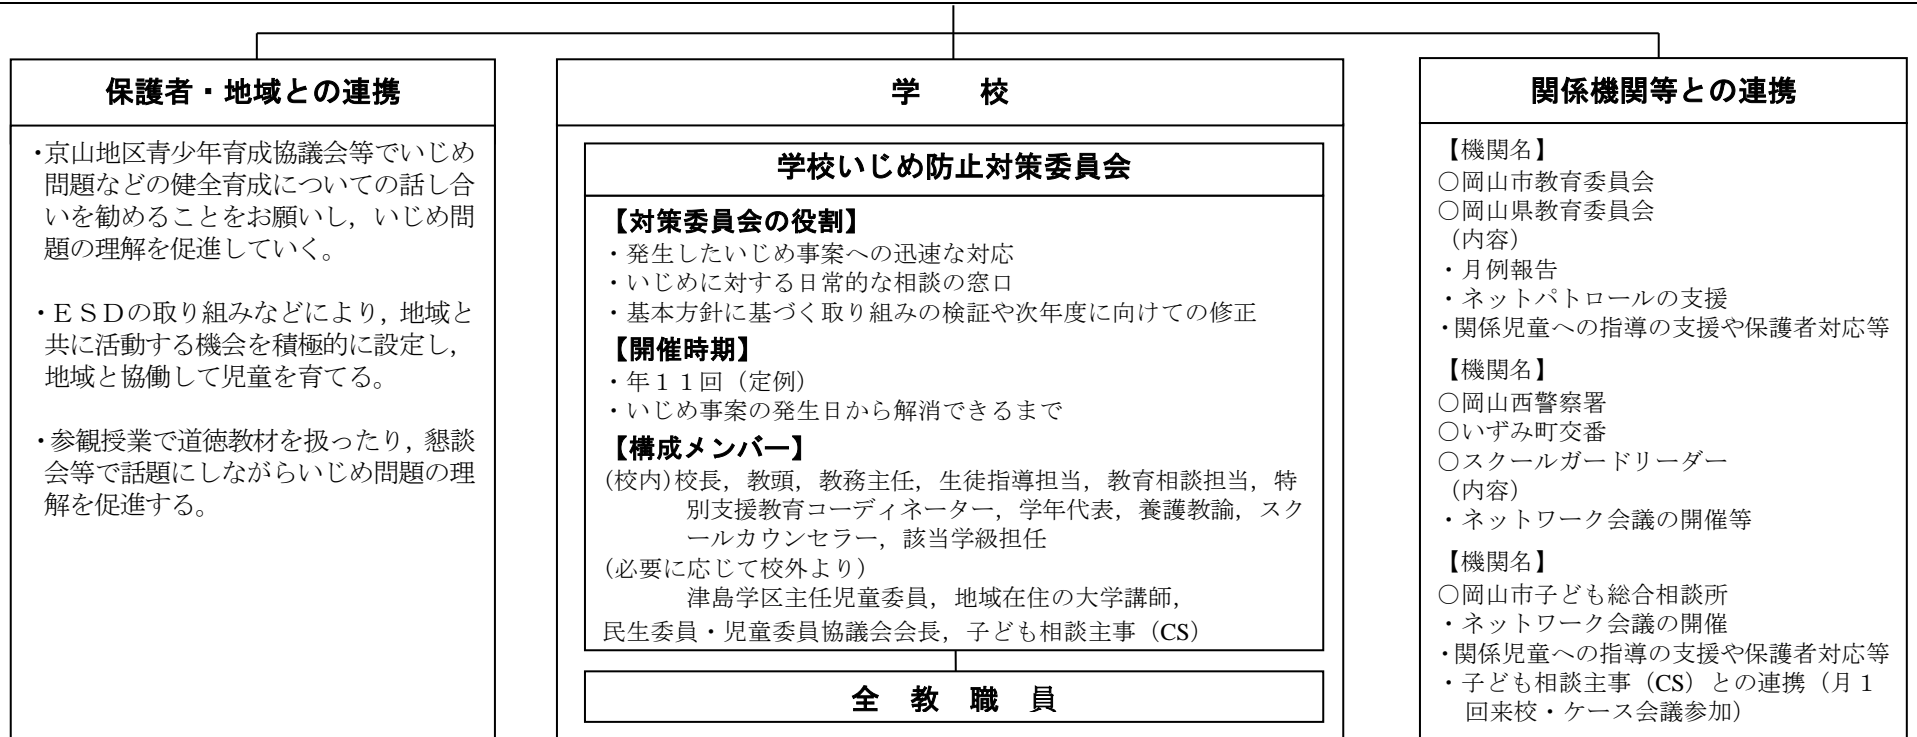 保護者・地域との連携
・京山地区青少年育成協議会等でいじめ
問題などの健全育成についての話し合
いを勧めることをお願いし，いじめ問
題の理解を促進していく。
・ＥＳＤの取り組みなどにより，地域と
共に活動する機会を積極的に設定し，
地域と協働して児童を育てる。
・参観授業で道徳教材を扱ったり，懇談
会等で話題にしながらいじめ問題の理
解を促進する。
学　校
学校いじめ防止対策委員会
【対策委員会の役割】
・発生したいじめ事案への迅速な対応
・いじめに対する日常的な相談の窓口
・基本方針に基づく取り組みの検証や次年度に向けての修正
【開催時期】
・年１１回（定例）
・いじめ事案の発生日から解消できるまで
【構成メンバー】
(校内)校長，教頭，教務主任，生徒指導担当，教育相談担当，特
別支援教育コーディネーター，学年代表，養護教諭，スク
ールカウンセラー，該当学級担任
(必要に応じて校外より）
津島学区主任児童委員，地域在住の大学講師，
民生委員・児童委員協議会会長，子ども相談主事（CS）
全　教　職　員
関係機関等との連携
【機関名】
○岡山市教育委員会
○岡山県教育委員会
（内容）
・月例報告
・ネットパトロールの支援
・関係児童への指導の支援や保護者対応等
【機関名】
○岡山西警察署
○いずみ町交番
○スクールガードリーダー
（内容）
・ネットワーク会議の開催等
【機関名】
○岡山市子ども総合相談所
・ネットワーク会議の開催
・関係児童への指導の支援や保護者対応等
・子ども相談主事（CS）との連携（月１
回来校・ケース会議参加）